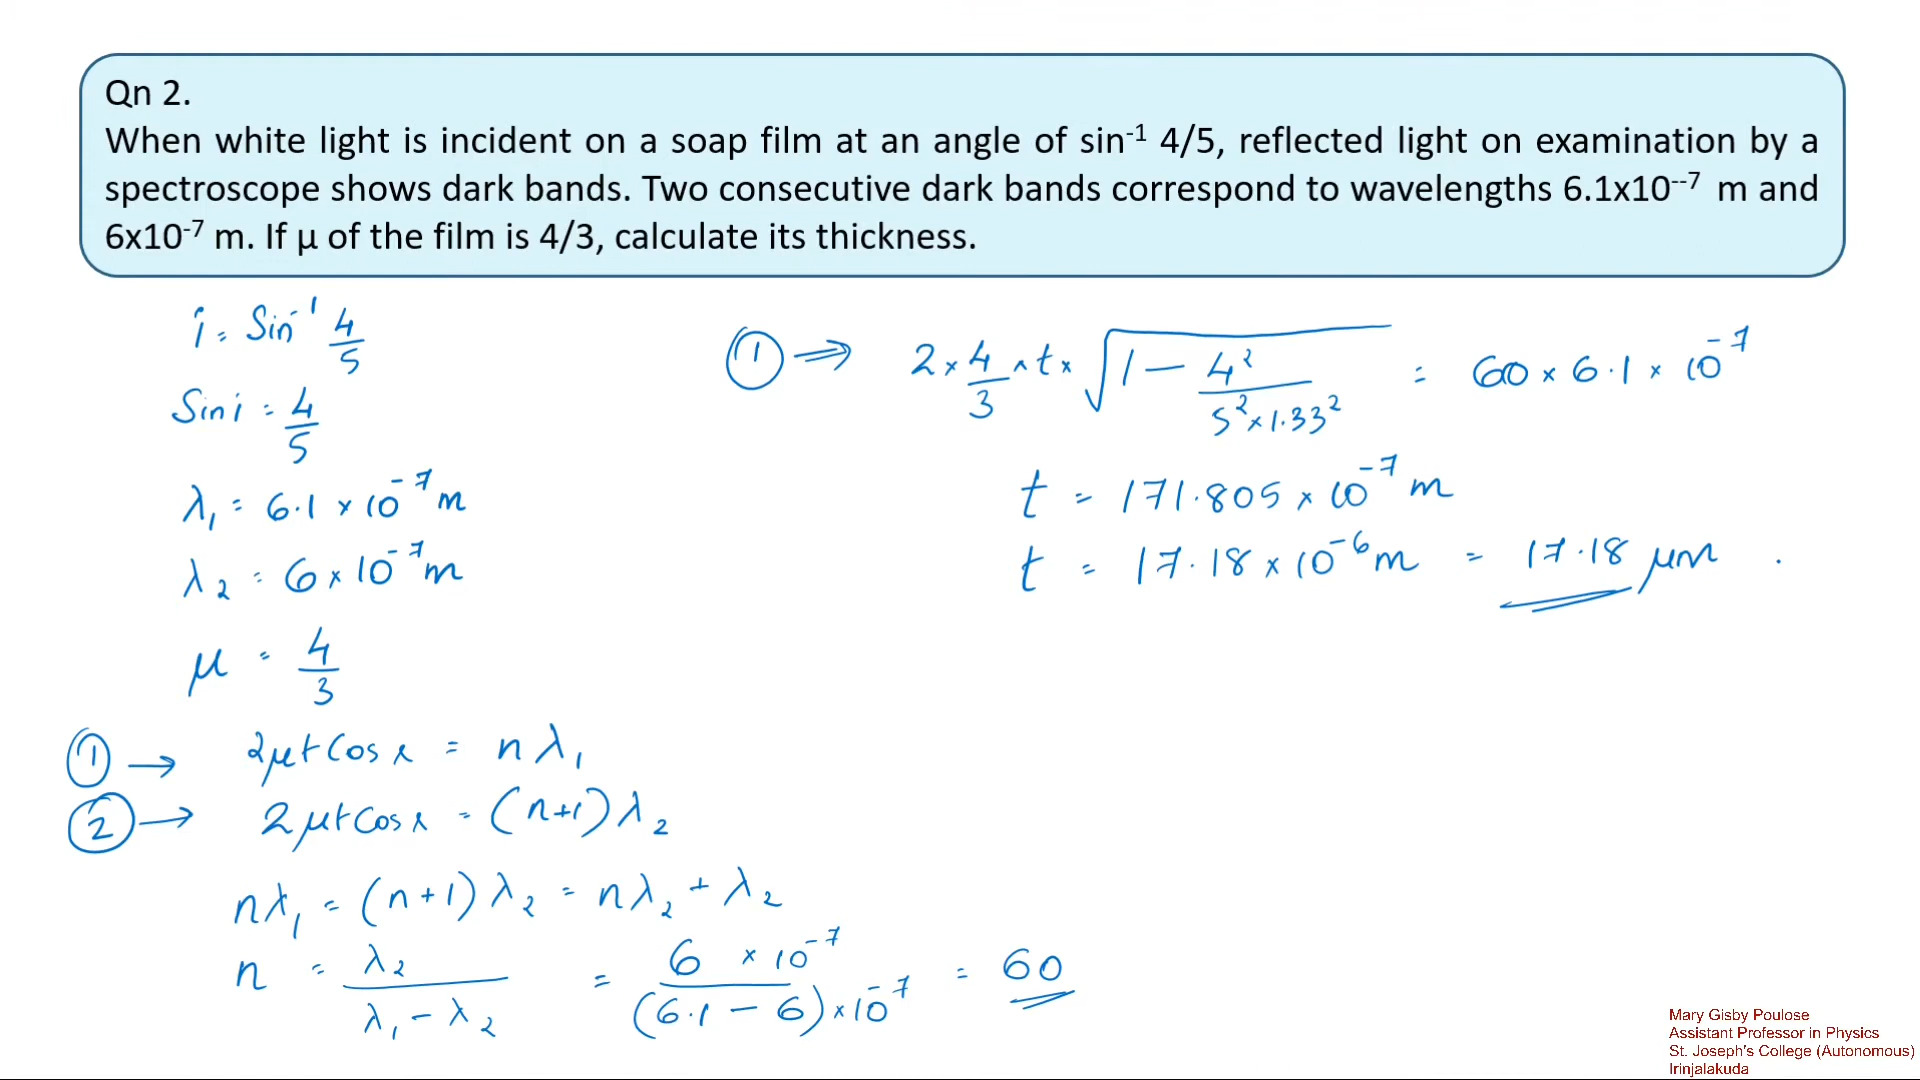 Qn 2.
When white light is incident on a soap film at an angle of sin⁻¹ 4/5, reflected light on examination by a
spectroscope shows dark bands. Two consecutive dark bands correspond to wavelengths 6.1x10⁻⁻⁷ m and
6x10⁻⁷ m. If µ of the film is 4/3, calculate its thickness.
i = Sin⁻¹ 4/5
Sin i = 4/5
λ₁ = 6.1 × 10⁻⁷ m
λ₂ = 6 × 10⁻⁷ m
μ = 4/3
① → 2μt Cos r = n λ₁
② → 2μt Cos r = (n+1) λ₂
nλ₁ = (n+1) λ₂ = nλ₂ + λ₂
n = λ₂/(λ₁ − λ₂) = 6 × 10⁻⁷/(6.1 − 6) × 10⁻⁷ = 60
① ⇒ 2 × 4/3 × t × √(1 − 4²/(5² × 1.33²)) = 60 × 6.1 × 10⁻⁷
t = 171.805 × 10⁻⁷ m
t = 17.18 × 10⁻⁶ m = 17.18 μm .
Mary Gisby Poulose
Assistant Professor in Physics
St. Joseph's College (Autonomous)
Irinjalakuda